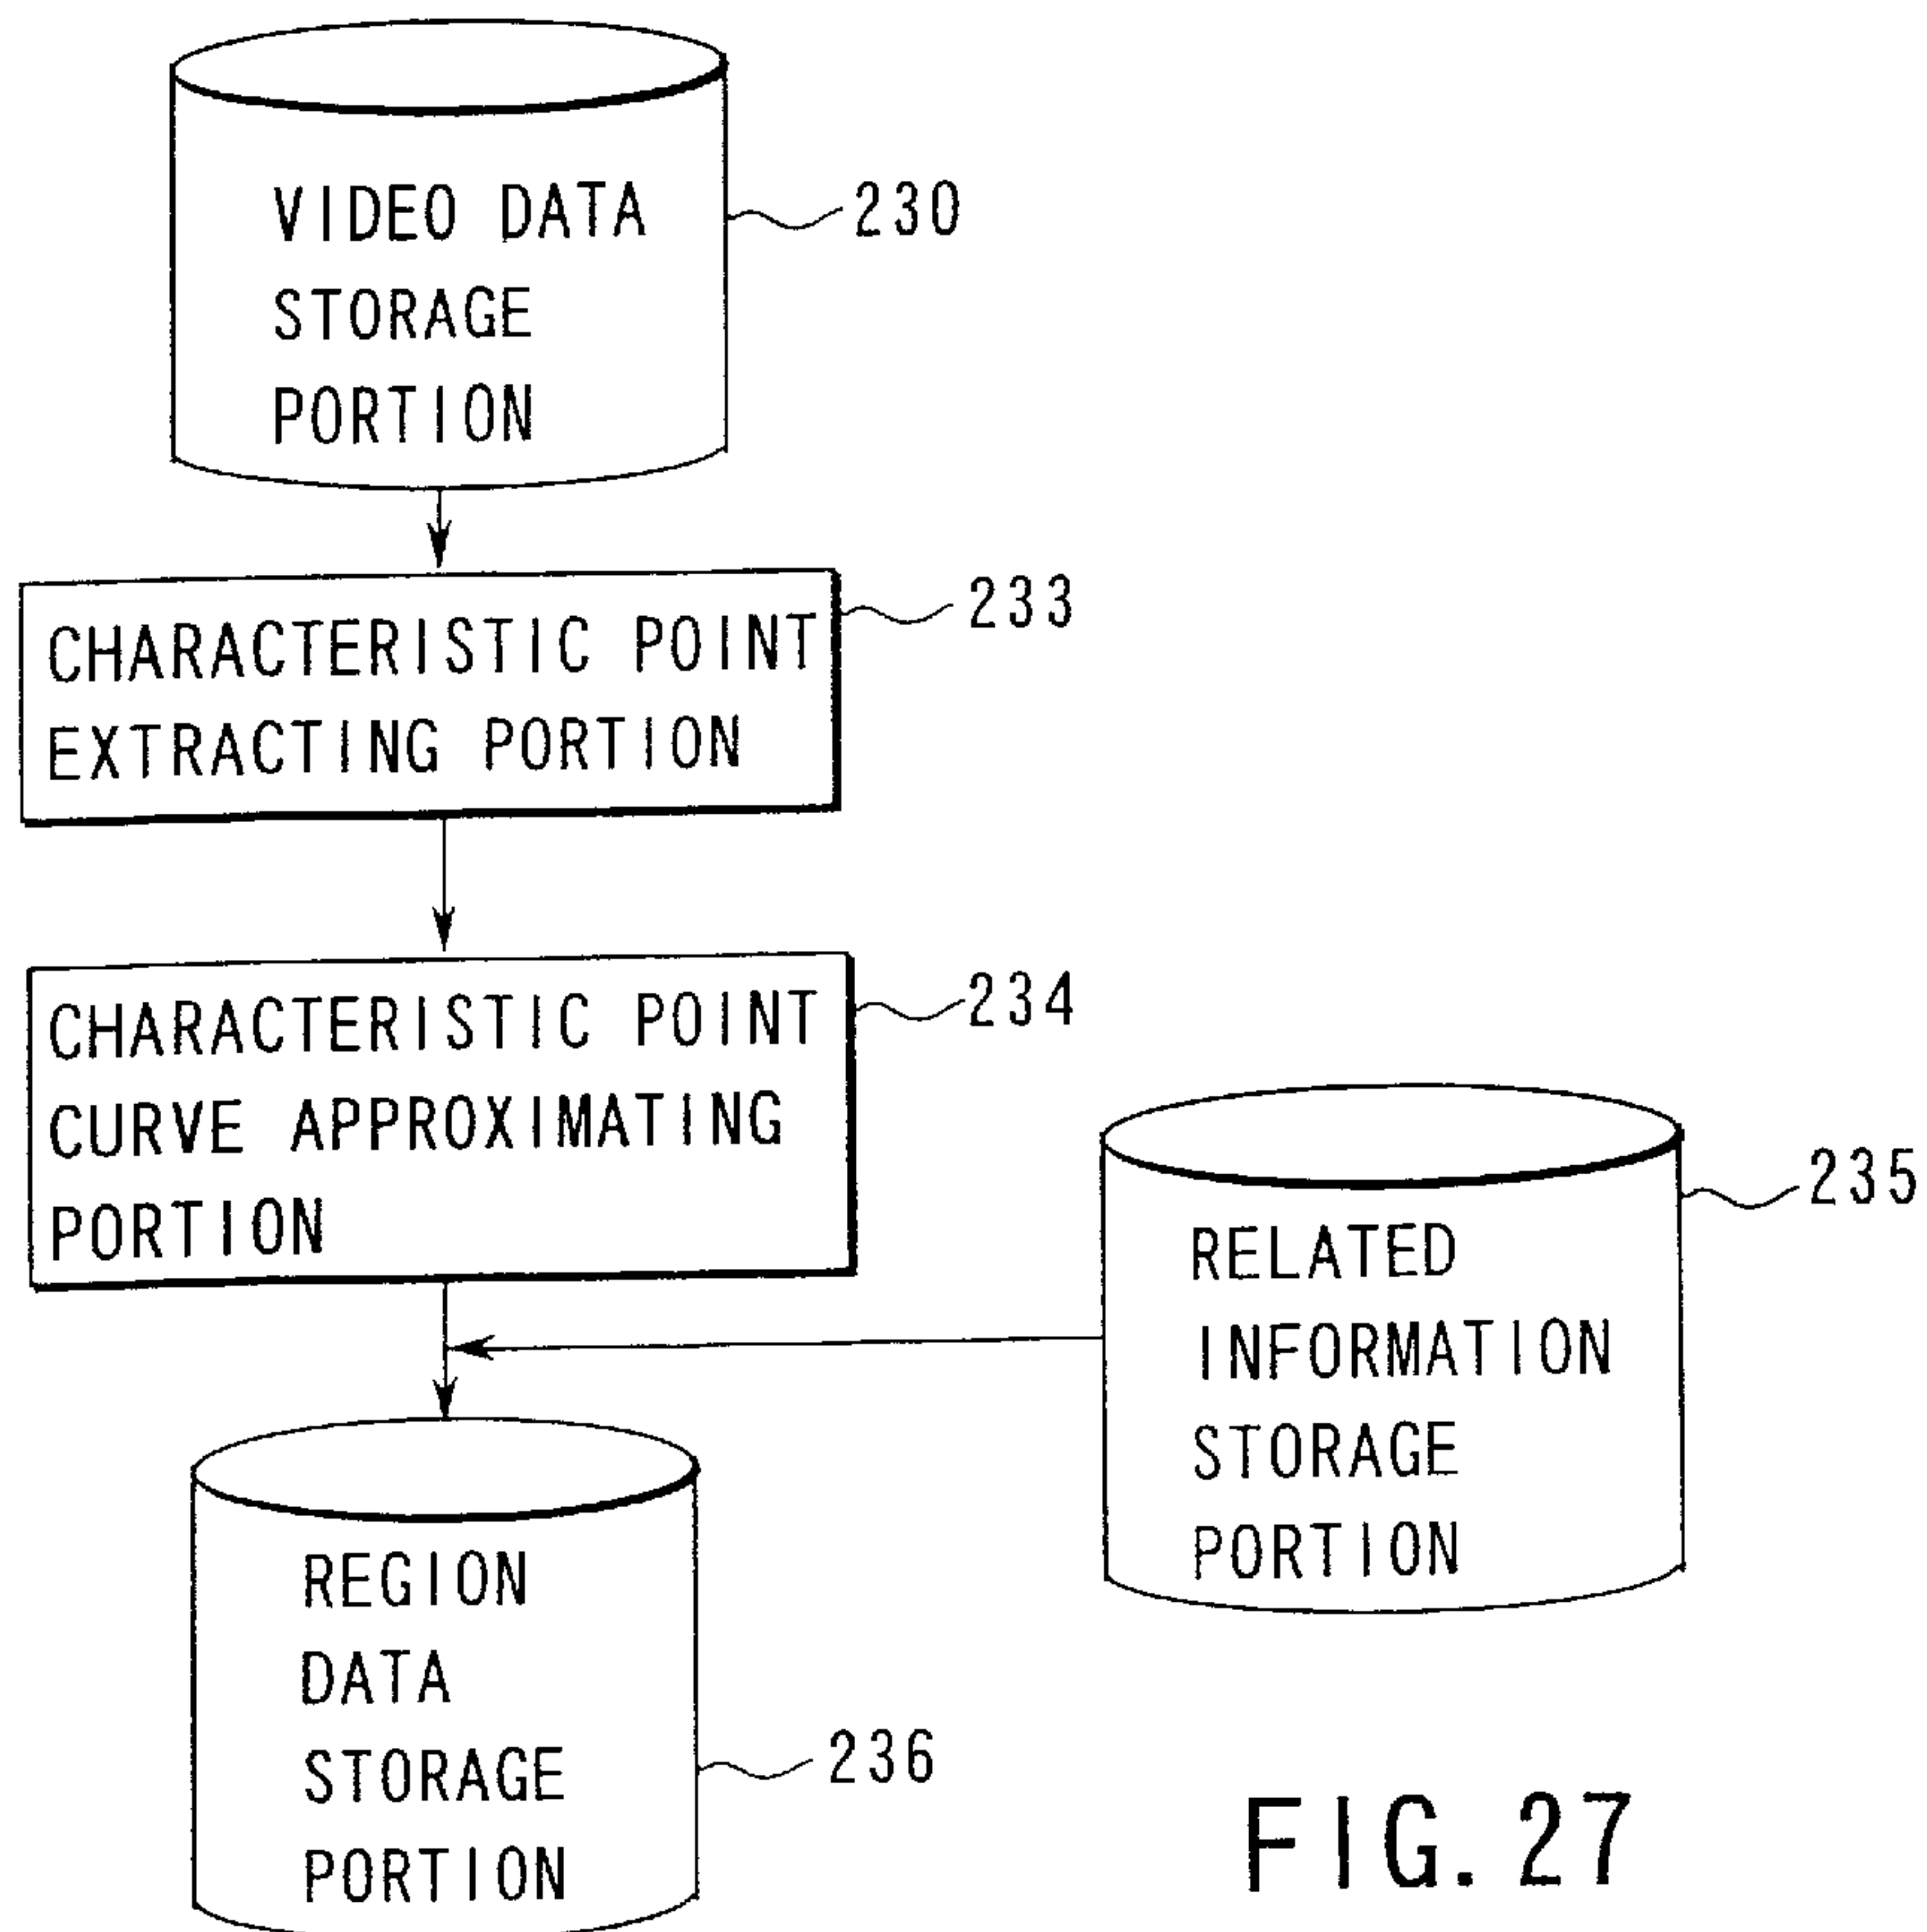 VIDEO DATA
STORAGE
PORTION
230
CHARACTERISTIC POINT
EXTRACTING PORTION
233
CHARACTERISTIC POINT
CURVE APPROXIMATING
PORTION
234
RELATED
INFORMATION
STORAGE
PORTION
235
REGION
DATA
STORAGE
PORTION
236
FIG. 27